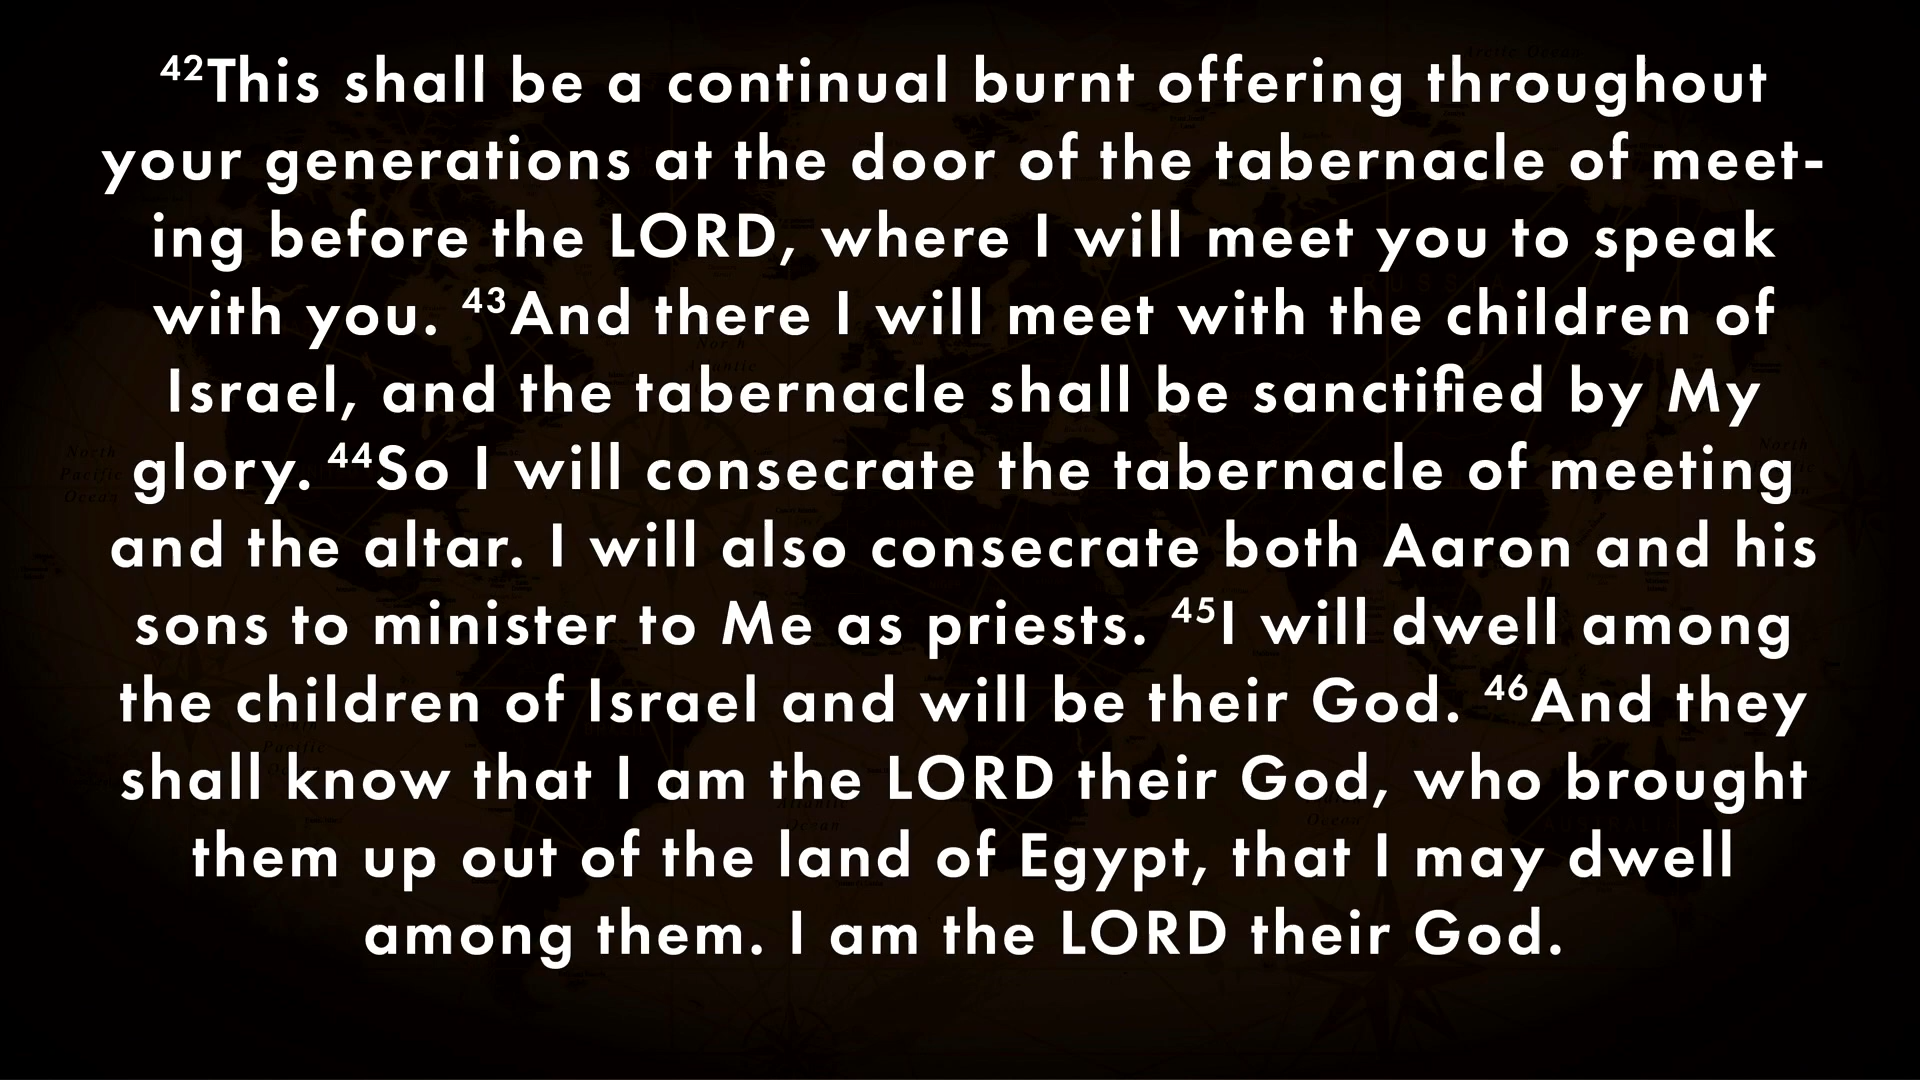 42This shall be a continual burnt offering throughout
your generations at the door of the tabernacle of meet-
ing before the LORD, where I will meet you to speak
with you. 43And there I will meet with the children of
Israel, and the tabernacle shall be sanctified by My
glory. 44So I will consecrate the tabernacle of meeting
and the altar. I will also consecrate both Aaron and his
sons to minister to Me as priests. 45I will dwell among
the children of Israel and will be their God. 46And they
shall know that I am the LORD their God, who brought
them up out of the land of Egypt, that I may dwell
among them. I am the LORD their God.